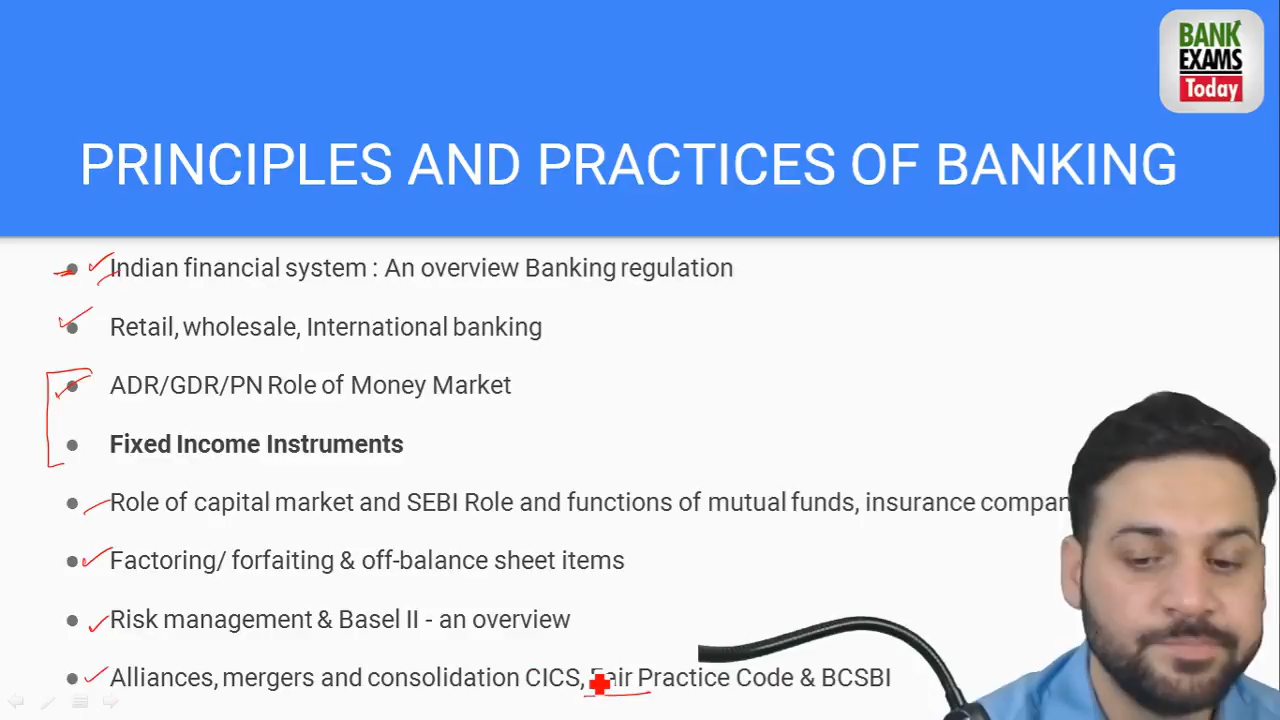 BANK
EXAMS
Today
PRINCIPLES AND PRACTICES OF BANKING
Indian financial system : An overview Banking regulation
Retail, wholesale, International banking
ADR/GDR/PN Role of Money Market
Fixed Income Instruments
Role of capital market and SEBI Role and functions of mutual funds, insurance
Factoring/ forfaiting & off-balance sheet items
Risk management & Basel II - an overview
Alliances, mergers and consolidation CICS, Fair Practice Code & BCSBI